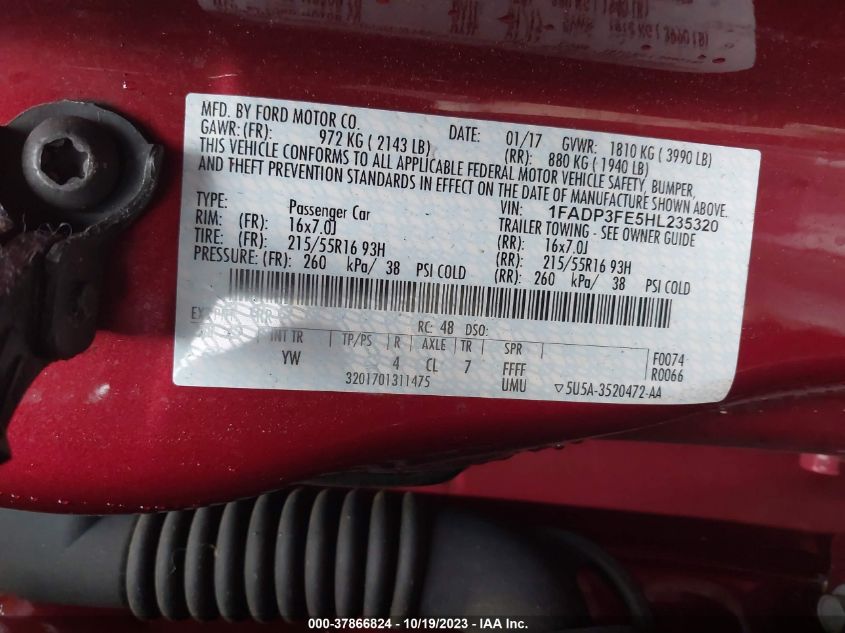 MFD. BY FORD MOTOR CO.
DATE: 01/17 GVWR: 1810 KG ( 3990 LB)
GAWR: (FR): 972 KG ( 2143 LB) (RR): 880 KG ( 1940 LB)
THIS VEHICLE CONFORMS TO ALL APPLICABLE FEDERAL MOTOR VEHICLE SAFETY, BUMPER,
AND THEFT PREVENTION STANDARDS IN EFFECT ON THE DATE OF MANUFACTURE SHOWN ABOVE.
VIN: 1FADP3FE5HL235320
TYPE: Passenger Car TRAILER TOWING - SEE OWNER GUIDE
RIM: (FR): 16x7.0J (RR): 16x7.0J
TIRE: (FR): 215/55R16 93H (RR): 215/55R16 93H
PRESSURE: (FR): 260 kPa/ 38 PSI COLD (RR): 260 kPa/ 38 PSI COLD
RC: 48 DSO:
INT TR TP/PS R AXLE TR SPR F0074
YW 4 CL 7 FFFF R0066
3201701311475 UMU ▽5U5A-3520472-AA
000-37866824 / 10/19/2023 - IAA Inc.